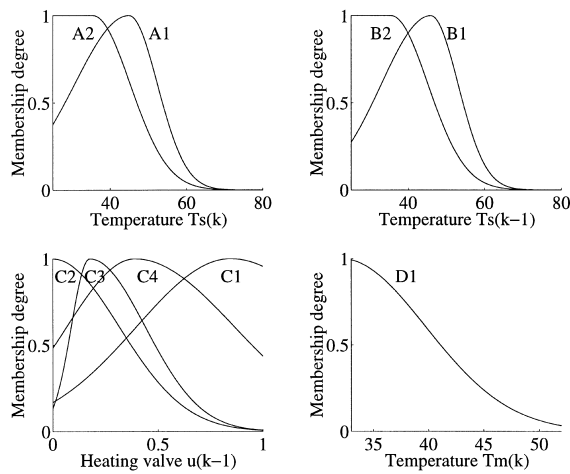 1
A2
A1
Membership degree
0.5
0
40
60
80
Temperature Ts(k)
1
B2
B1
Membership degree
0.5
0
40
60
80
Temperature Ts(k−1)
1
C2
C3
C4
C1
Membership degree
0.5
0
0
0.5
1
Heating valve u(k−1)
1
D1
Membership degree
0.5
0
35
40
45
50
Temperature Tm(k)